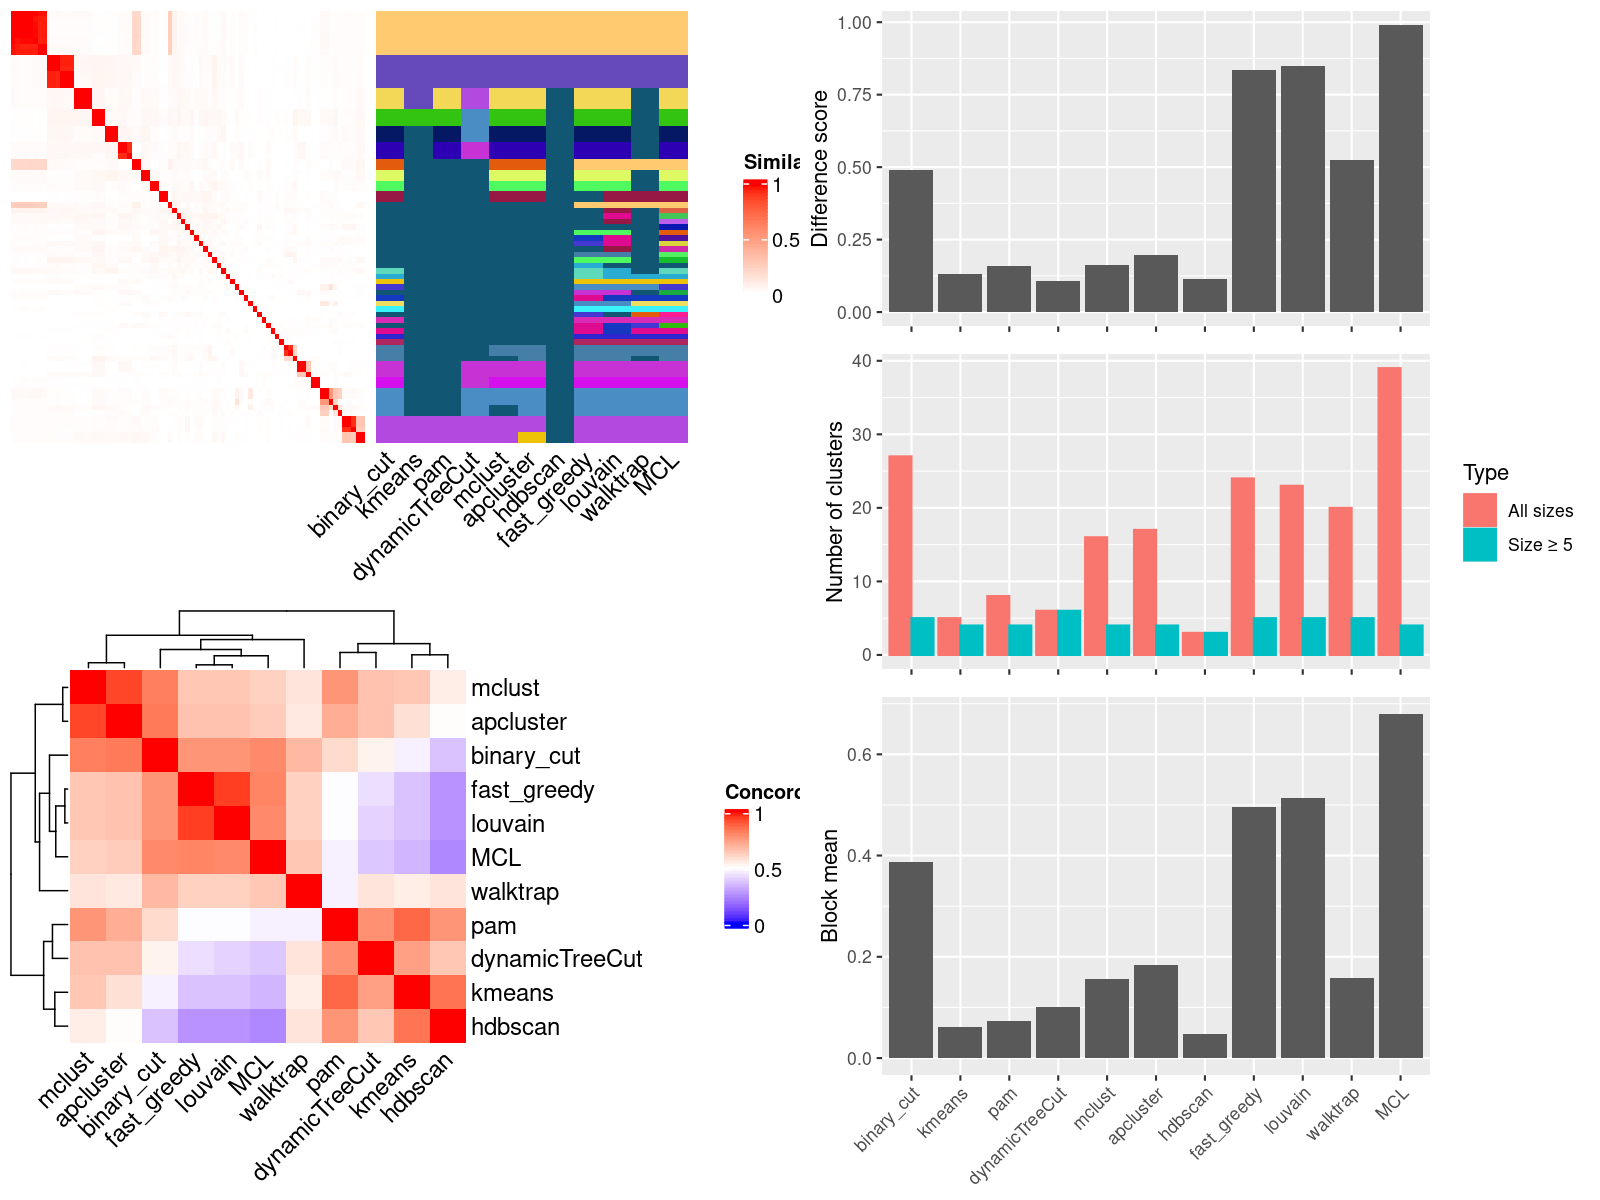 Simila
1
0.5
0
binary_cut
kmeans
pam
dynamicTreeCut
mclust
apcluster
hdbscan
fast_greedy
louvain
walktrap
MCL
mclust
apcluster
binary_cut
fast_greedy
louvain
MCL
walktrap
pam
dynamicTreeCut
kmeans
hdbscan
mclust
apcluster
binary_cut
fast_greedy
louvain
MCL
walktrap
pam
dynamicTreeCut
kmeans
hdbscan
Concord
1
0.5
0
Difference score
1.00
0.75
0.50
0.25
0.00
Number of clusters
40
30
20
10
0
Type
All sizes
Size ≥ 5
Block mean
0.6
0.4
0.2
0.0
binary_cut
kmeans
pam
dynamicTreeCut
mclust
apcluster
hdbscan
fast_greedy
louvain
walktrap
MCL